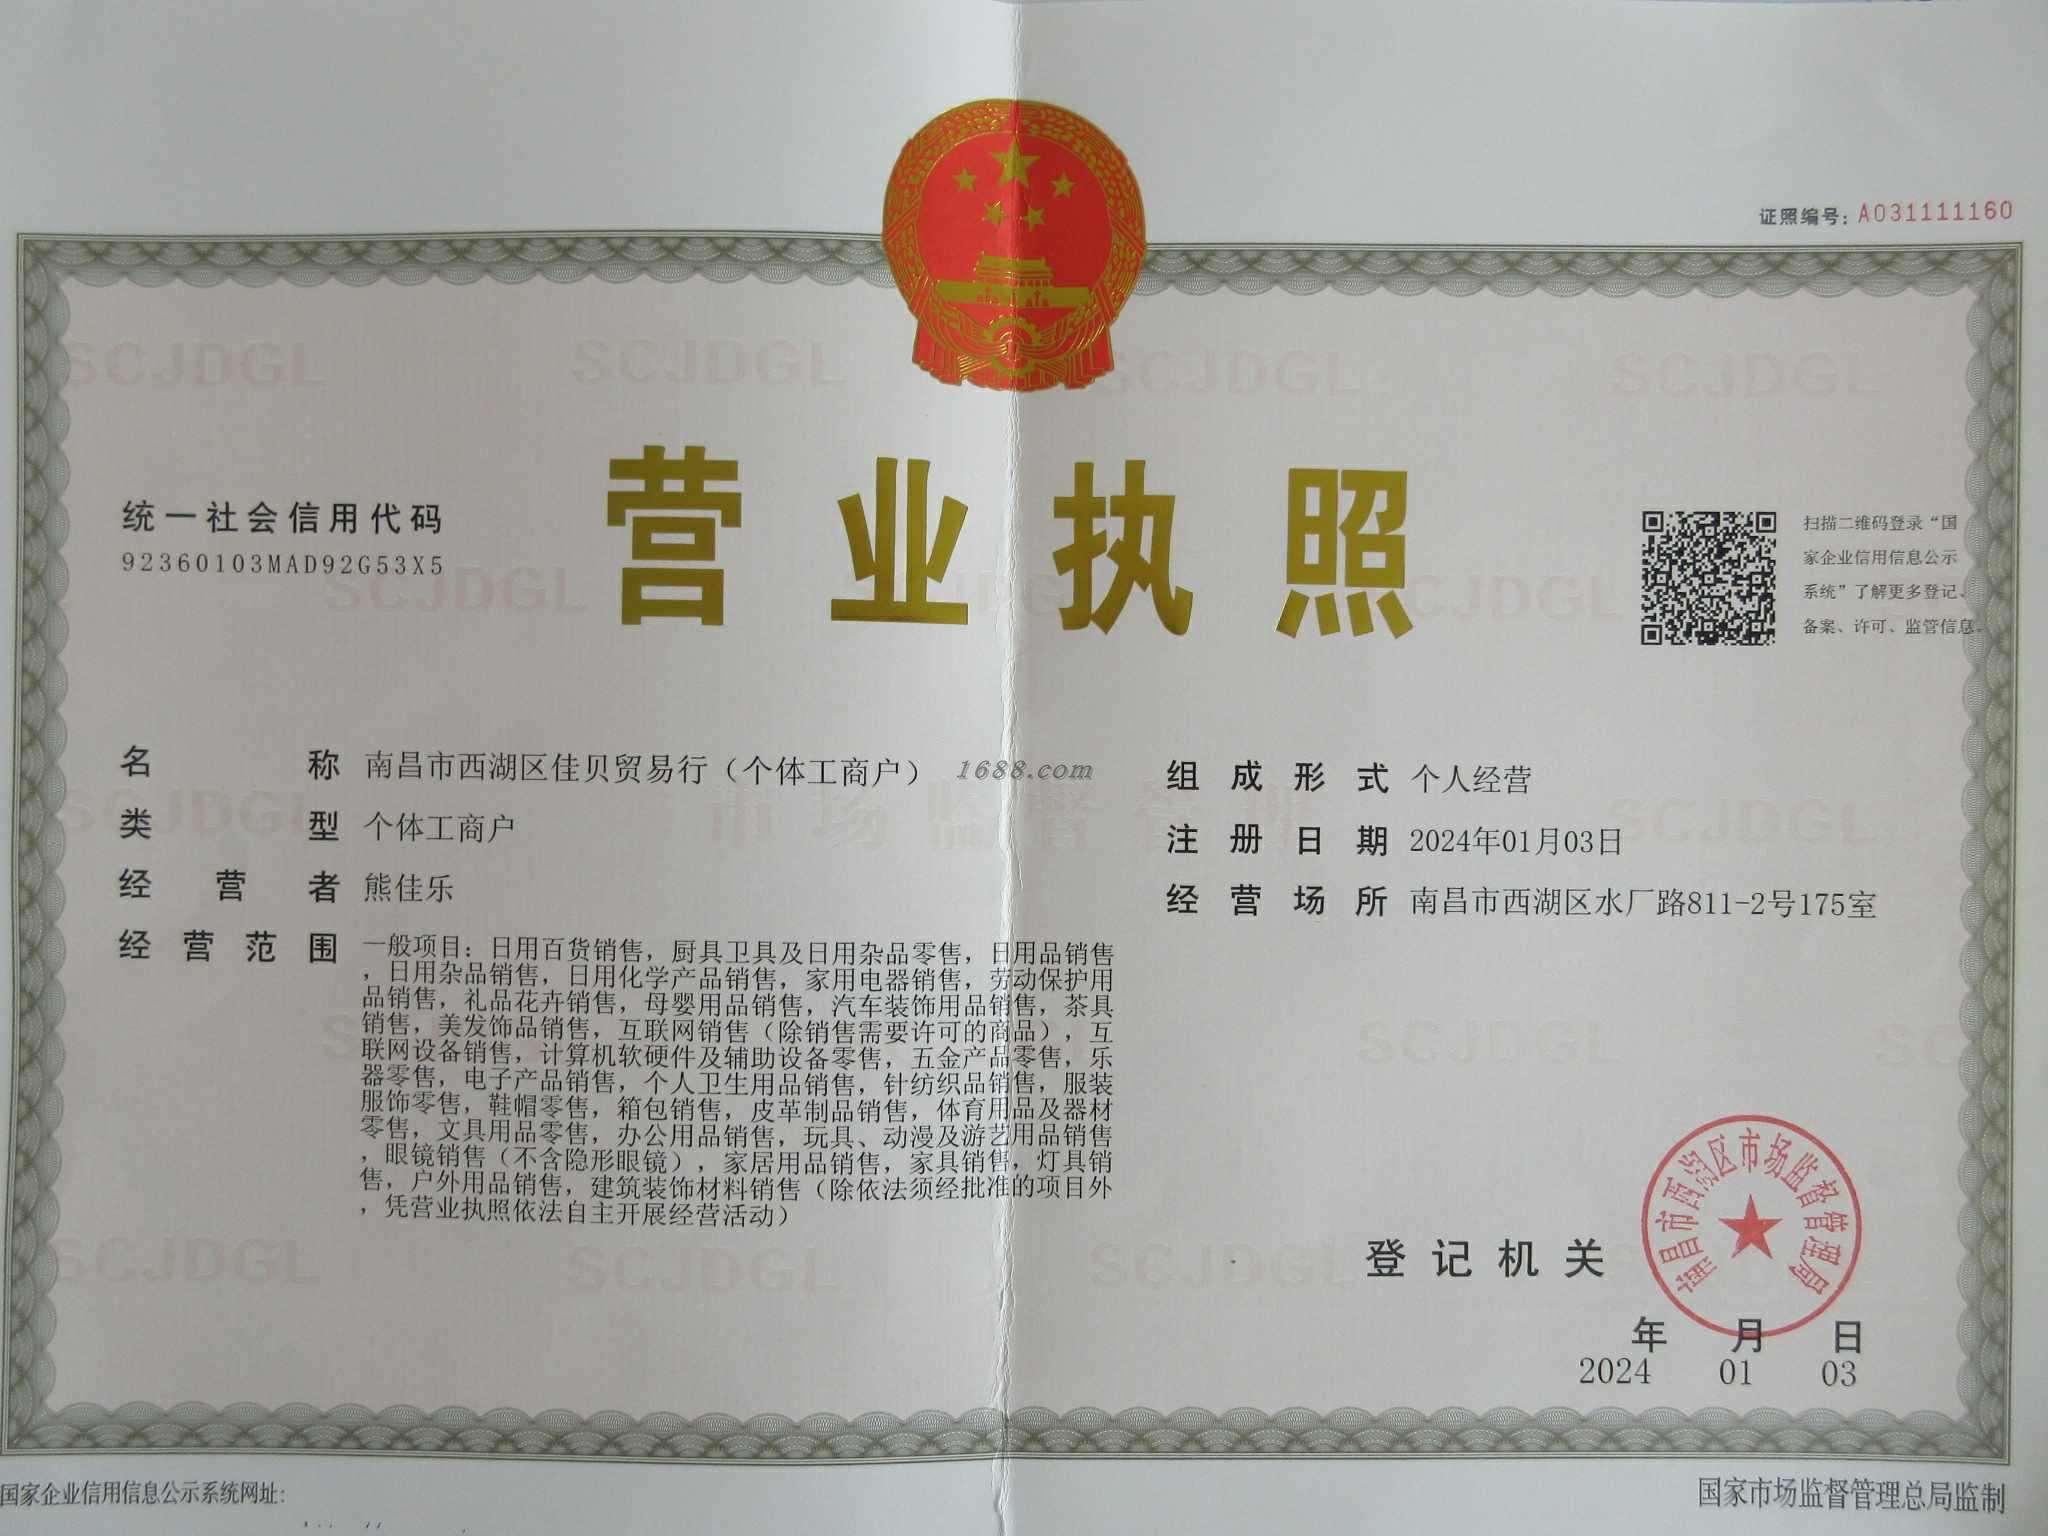 证照编号：A031111160
营业执照
统一社会信用代码
92360103MAD92G53X5
扫描二维码登录“国
家企业信用信息公示
系统”了解更多登记、
备案、许可、监管信息。
名称 南昌市西湖区佳贝贸易行（个体工商户）
1688.com
类型 个体工商户
经营者 熊佳乐
经营范围 一般项目：日用百货销售，厨具卫具及日用杂品零售，日用品销售
，日用杂品销售，日用化学产品销售，家用电器销售，劳动保护用
品销售，礼品花卉销售，母婴用品销售，汽车装饰用品销售，茶具
销售，美发饰品销售，互联网销售（除销售需要许可的商品），互
联网设备销售，计算机软硬件及辅助设备零售，五金产品零售，乐
器零售，电子产品销售，个人卫生用品销售，针纺织品销售，服装
服饰零售，鞋帽零售，箱包销售，皮革制品销售，体育用品及器材
零售，文具用品零售，办公用品销售，玩具、动漫及游艺用品销售
，眼镜销售（不含隐形眼镜），家居用品销售，家具销售，灯具销
售，户外用品销售，建筑装饰材料销售（除依法须经批准的项目外
，凭营业执照依法自主开展经营活动）
组成形式 个人经营
注册日期 2024年01月03日
经营场所 南昌市西湖区水厂路811-2号175室
登记机关
南昌市西湖区市场监督管理局
年月日
2024 01 03
国家企业信用信息公示系统网址：
国家市场监督管理总局监制
SCJDGL
市场监督管理